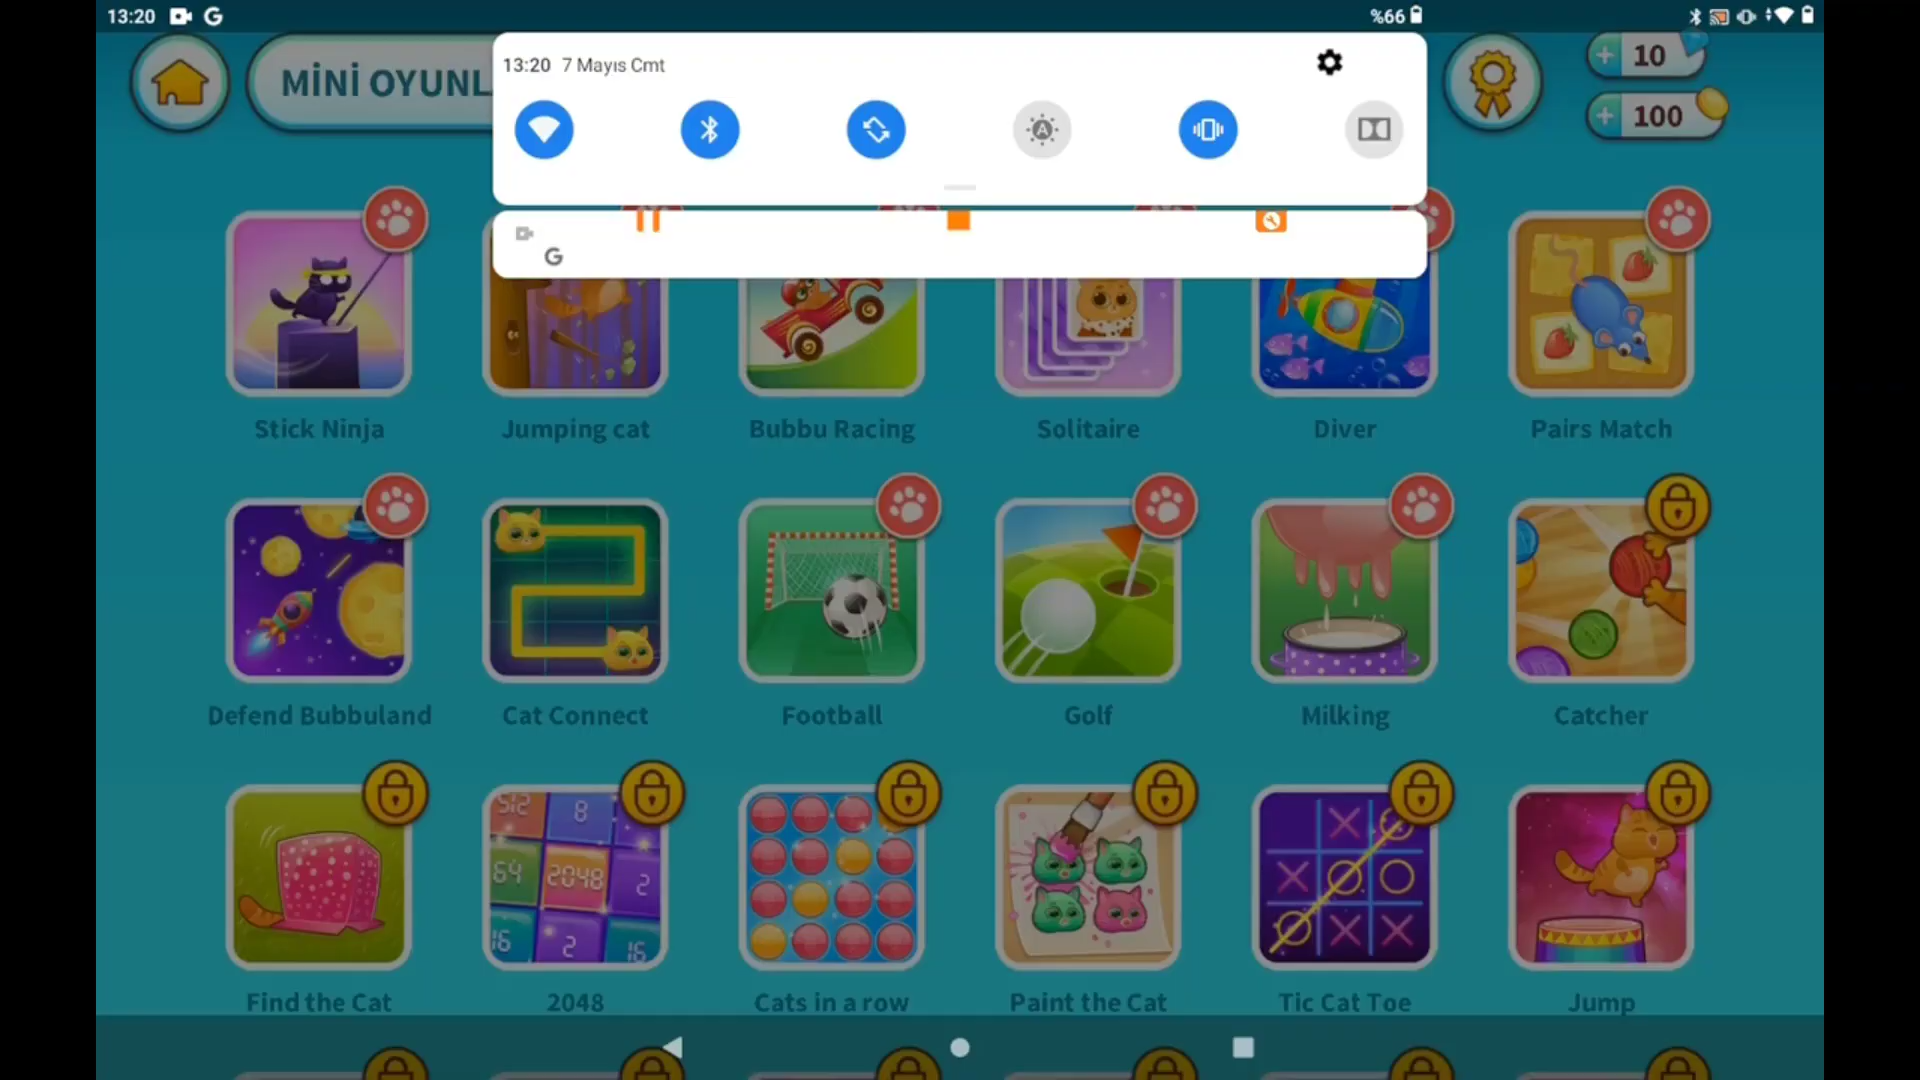 13:20
%66
MİNİ OYUNL
13:20 7 Mayıs Cmt
10
100
G
Stick Ninja
Jumping cat
Bubbu Racing
Solitaire
Diver
Pairs Match
Defend Bubbuland
Cat Connect
Football
Golf
Milking
Catcher
512
8
64
2048
2
16
2
16
Find the Cat
2048
Cats in a row
Paint the Cat
Tic Cat Toe
Jump